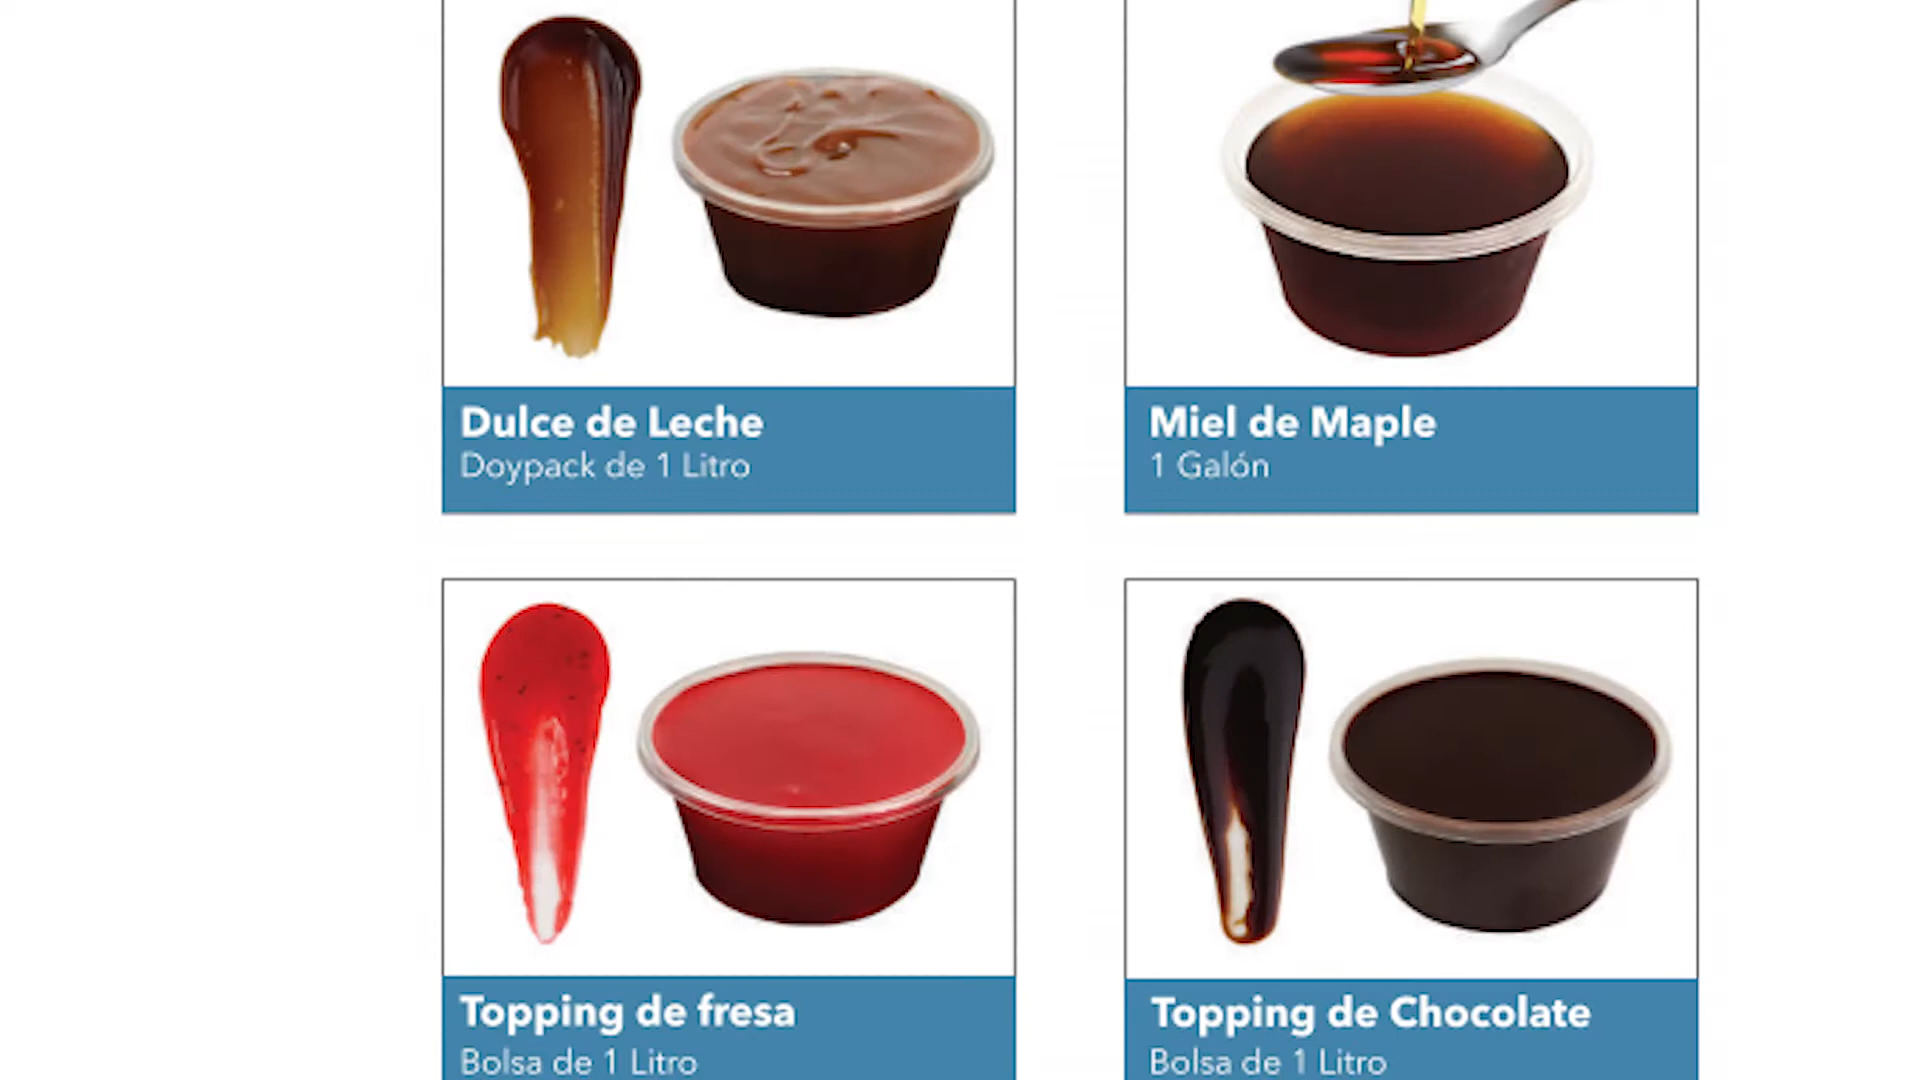 Dulce de Leche
Doypack de 1 Litro
Miel de Maple
1 Galón
Topping de fresa
Bolsa de 1 Litro
Topping de Chocolate
Bolsa de 1 Litro